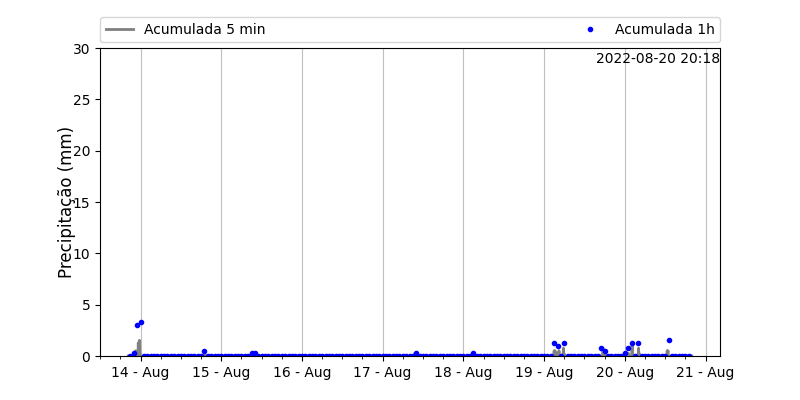 Acumulada 5 min
Acumulada 1h
2022-08-20 20:18
Precipitação (mm)
30
25
20
15
10
5
0
14 - Aug
15 - Aug
16 - Aug
17 - Aug
18 - Aug
19 - Aug
20 - Aug
21 - Aug